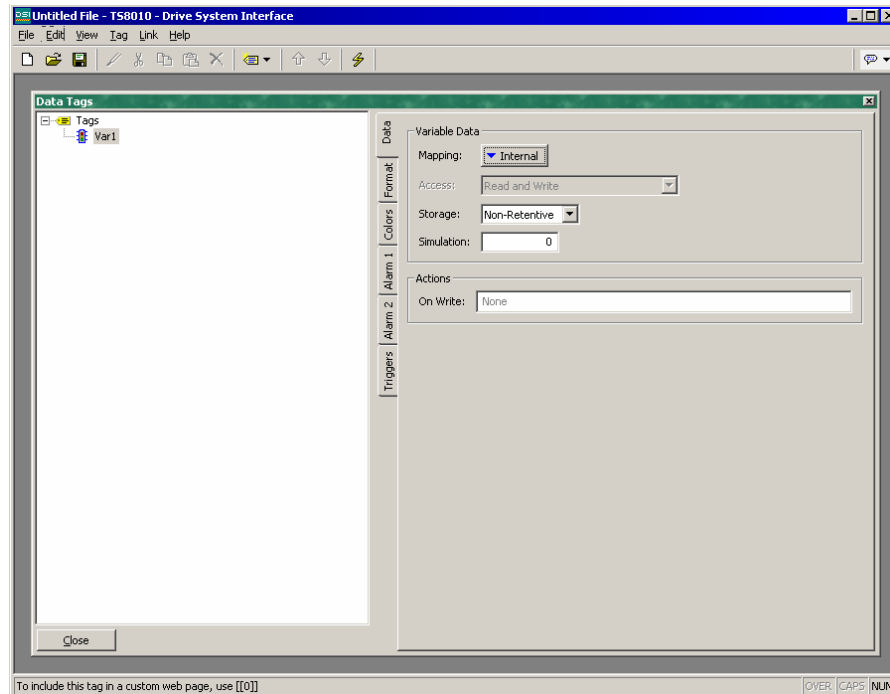 DSI Untitled File - TS8010 - Drive System Interface
File Edit View Tag Link Help
Data Tags
Tags
Var1
Data
Format
Colors
Alarm 1
Alarm 2
Triggers
Variable Data
Mapping: Internal
Access: Read and Write
Storage: Non-Retentive
Simulation: 0
Actions
On Write: None
Close
To include this tag in a custom web page, use [[0]]
OVER CAPS NUM